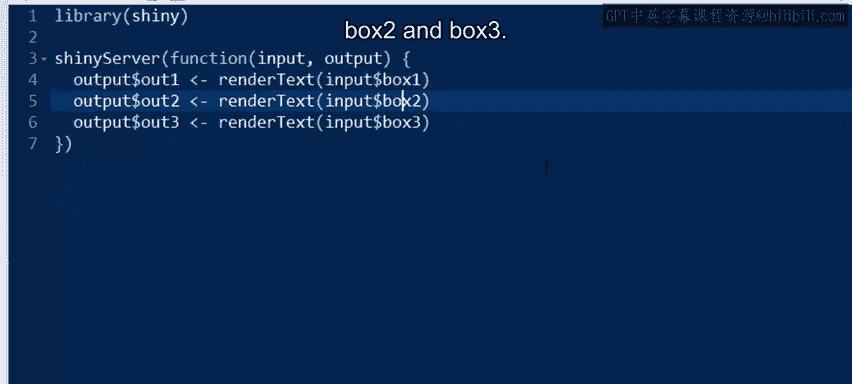 GPT中英字幕课程资源@bilibili.com
box2 and box3.
1 library(shiny)
2
3 shinyServer(function(input, output) {
4   output$out1 <- renderText(input$box1)
5   output$out2 <- renderText(input$box2)
6   output$out3 <- renderText(input$box3)
7 })